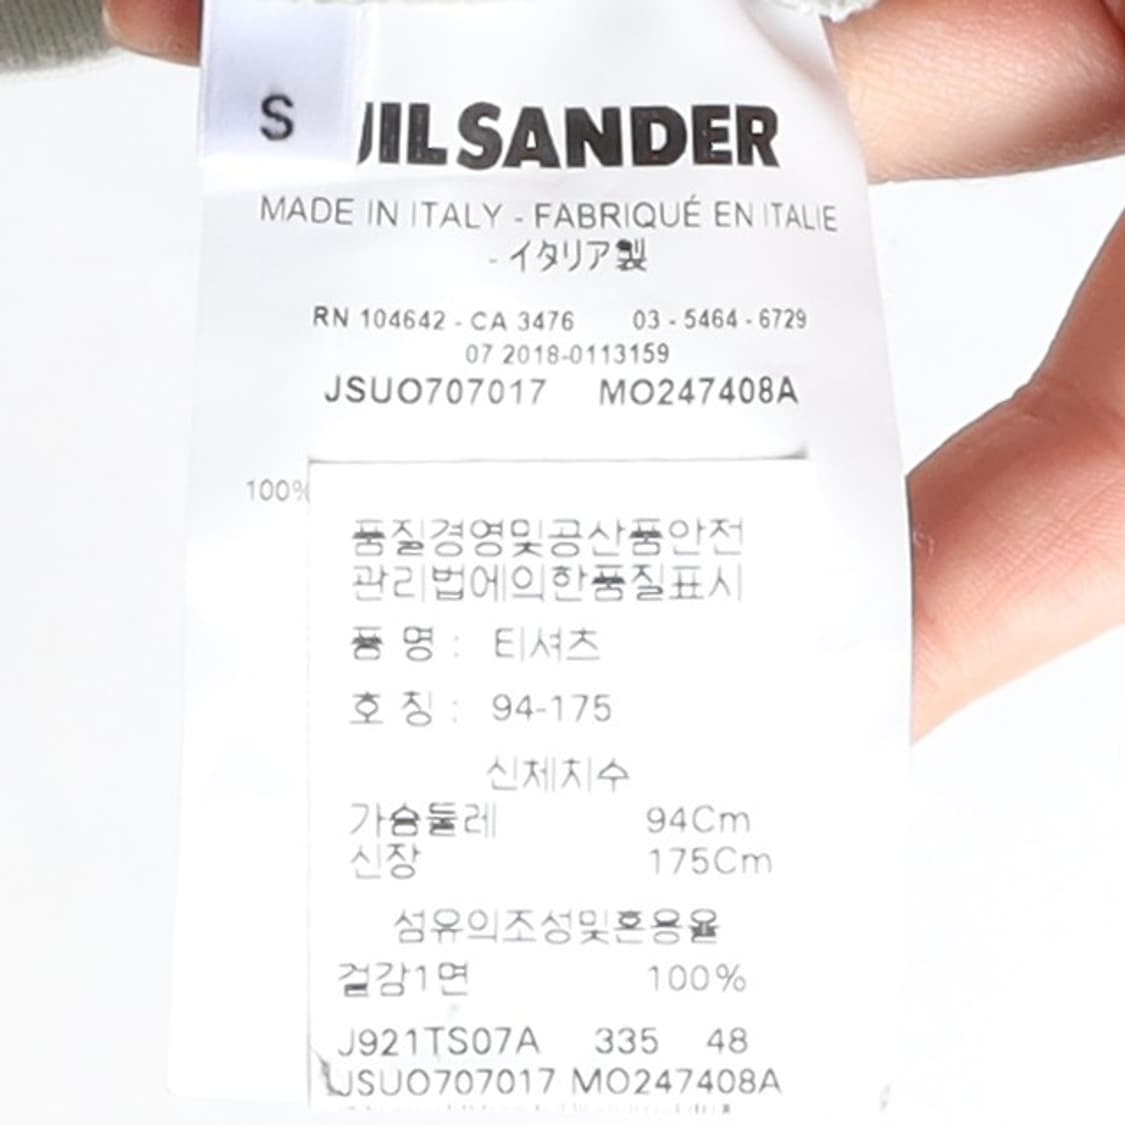 S
JIL SANDER
MADE IN ITALY - FABRIQUÉ EN ITALIE
- イタリア製
RN 104642 - CA 3476 03 - 5464 - 6729
07 2018-0113159
JSUO707017 MO247408A
100%
품질경영및공산품안전
관리법에의한품질표시
품 명 : 티셔츠
호 칭 : 94-175
신체치수
가슴둘레 94Cm
신장 175Cm
섬유의조성및혼용율
겉감1면 100%
J921TS07A 335 48
JSUO707017 MO247408A